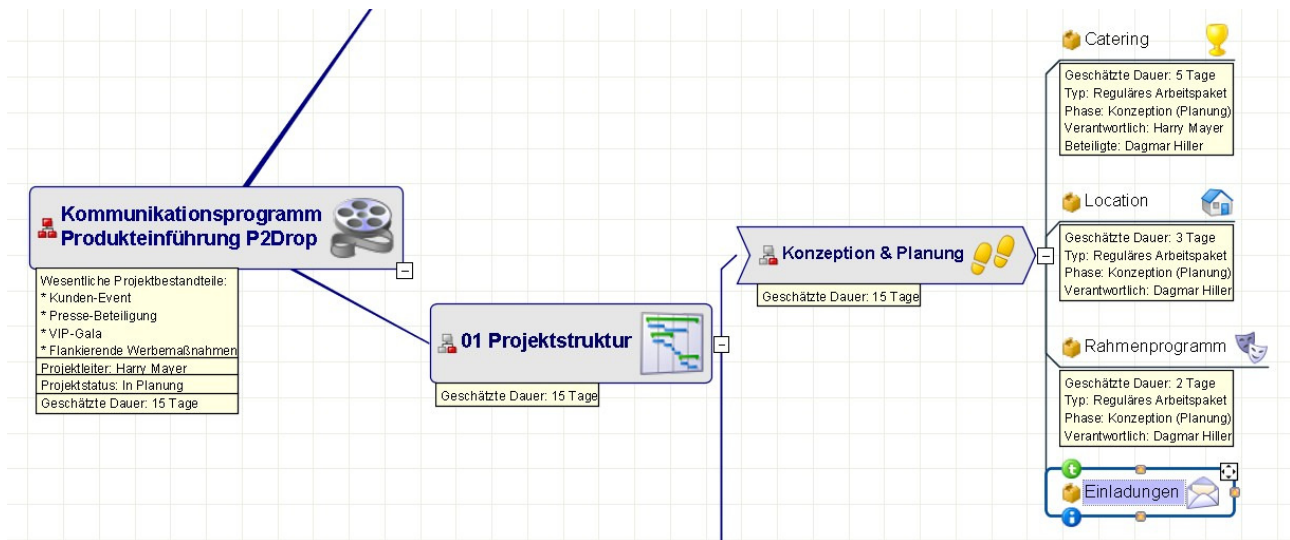 Kommunikationsprogramm
Produkteinführung P2Drop
Wesentliche Projektbestandteile:
* Kunden-Event
* Presse-Beteiligung
* VIP-Gala
* Flankierende Werbemaßnahmen
Projektleiter: Harry Mayer
Projektstatus: In Planung
Geschätzte Dauer: 15 Tage
01 Projektstruktur
Geschätzte Dauer: 15 Tage
Konzeption & Planung
Geschätzte Dauer: 15 Tage
Catering
Geschätzte Dauer: 5 Tage
Typ: Reguläres Arbeitspaket
Phase: Konzeption (Planung)
Verantwortlich: Harry Mayer
Beteiligte: Dagmar Hiller
Location
Geschätzte Dauer: 3 Tage
Typ: Reguläres Arbeitspaket
Phase: Konzeption (Planung)
Verantwortlich: Dagmar Hiller
Rahmenprogramm
Geschätzte Dauer: 2 Tage
Typ: Reguläres Arbeitspaket
Phase: Konzeption (Planung)
Verantwortlich: Dagmar Hiller
Einladungen